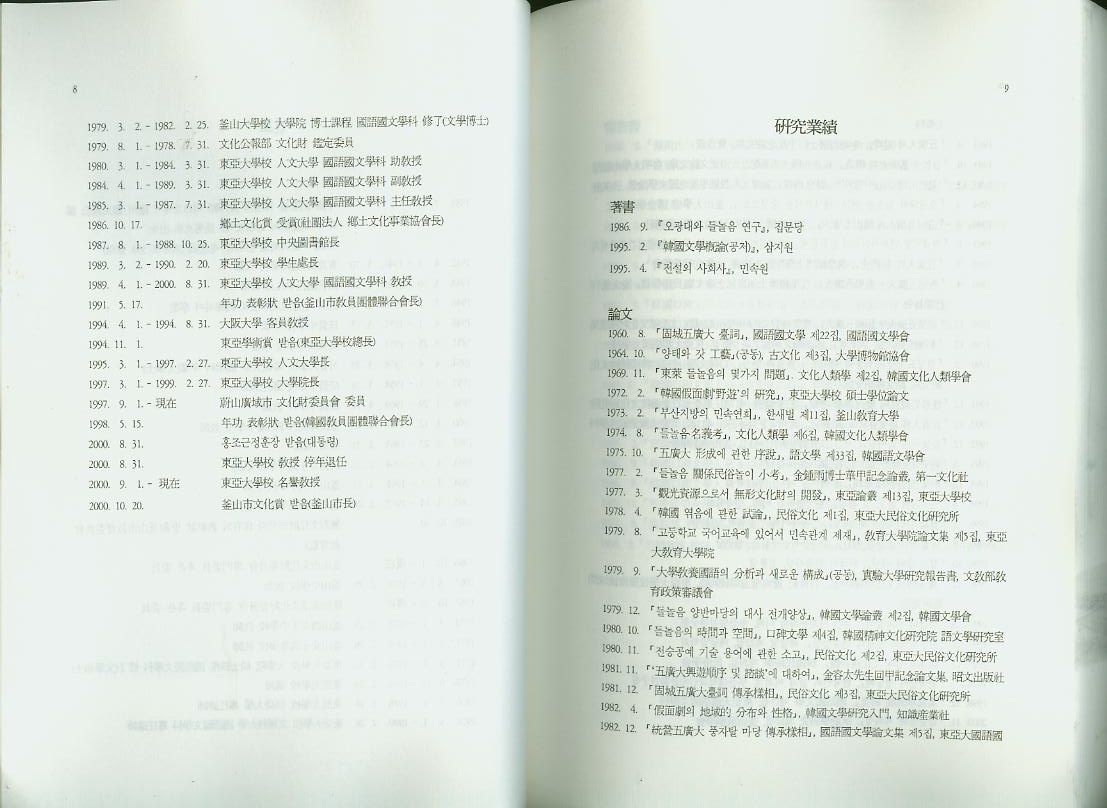 8
1979. 3. 2. - 1982. 2. 25. 釜山大學校 大學院 博士課程 國語國文學科 修了(文學博士)
1979. 8. 1. - 1978. 7. 31. 文化公報部 文化財 鑑定委員
1980. 3. 1. - 1984. 3. 31. 東亞大學校 人文大學 國語國文學科 助教授
1984. 4. 1. - 1989. 3. 31. 東亞大學校 人文大學 國語國文學科 副教授
1985. 3. 1. - 1987. 7. 31. 東亞大學校 人文大學 國語國文學科 主任教授
1986. 10. 17. 鄕土文化賞 受賞(社團法人 鄕土文化事業協會長)
1987. 8. 1. - 1988. 10. 25. 東亞大學校 中央圖書館長
1989. 3. 2. - 1990. 2. 20. 東亞大學校 學生處長
1989. 4. 1. - 2000. 8. 31. 東亞大學校 人文大學 國語國文學科 教授
1991. 5. 17. 年功 表彰狀 받음(釜山市教員團體聯合會長)
1994. 4. 1. - 1994. 8. 31. 大阪大學 客員教授
1994. 11. 1. 東亞學術賞 받음(東亞大學校總長)
1995. 3. 1. - 1997. 2. 27. 東亞大學校 人文大學長
1997. 3. 1. - 1999. 2. 27. 東亞大學校 大學院長
1997. 9. 1. - 現在 蔚山廣域市 文化財委員會 委員
1998. 5. 15. 年功 表彰狀 받음(韓國教員團體聯合會長)
2000. 8. 31. 홍조근정훈장 받음(대통령)
2000. 8. 31. 東亞大學校 教授 停年退任
2000. 9. 1. - 現在 東亞大學校 名譽教授
2000. 10. 20. 釜山市文化賞 받음(釜山市長)
9
研究業績
著書
1986. 9. 『오광대와 들놀음 연구』, 집문당
1995. 2. 『韓國文學槪論(공저)』, 삼지원
1995. 4. 『전설의 사회사』, 민속원
論文
1960. 8. 「固城五廣大 臺詞」, 國語國文學 제22집, 國語國文學會
1964. 10. 「양태와 갓 工藝」(공동), 古文化 제3집, 大學博物館協會
1969. 11. 「東萊 들놀음의 몇가지 問題」. 文化人類學 제2집, 韓國文化人類學會
1972. 2. 「韓國假面劇'野遊'의 硏究」, 東亞大學校 碩士學位論文
1973. 2. 「부산지방의 민속연희」, 한새벌 제11집, 釜山教育大學
1974. 8. 「들놀음名義考」, 文化人類學 제6집, 韓國文化人類學會
1975. 10. 「五廣大 形成에 관한 序說」, 語文學 제33집, 韓國語文學會
1977. 2. 「들놀음 關係民俗놀이 小考」, 金鍾雨博士華甲記念論叢, 第一文化社
1977. 3. 「觀光資源으로서 無形文化財의 開發」, 東亞論叢 제13집, 東亞大學校
1978. 4. 「韓國 엮음에 관한 試論」, 民俗文化 제1집, 東亞大民俗文化硏究所
1979. 8. 「고등학교 국어교육에 있어서 민속관계 제재」, 敎育大學院論文集 제5집, 東亞
大敎育大學院
1979. 9. 「大學敎養國語의 分析과 새로운 構成」(공동), 實驗大學硏究報告書, 文敎部敎
育政策審議會
1979. 12. 「들놀음 양반마당의 대사 전개양상」, 韓國文學論叢 제2집, 韓國文學會
1980. 10. 「들놀음의 時間과 空間」, 口碑文學 제4집, 韓國精神文化硏究院 語文學硏究室
1980. 11. 「전승공예 기술 용어에 관한 소고」, 民俗文化 제2집, 東亞大民俗文化硏究所
1981. 11. 「'五廣大興遊順序 및 諮談'에 대하여」, 金容太先生回甲記念論文集, 昭文出版社
1981. 12. 「固城五廣大臺詞 傳承樣相」, 民俗文化 제3집, 東亞大民俗文化硏究所
1982. 4. 「假面劇의 地域的 分布와 性格」, 韓國文學硏究入門, 知識産業社
1982. 12. 「統營五廣大 풍자탈 마당 傳承樣相」, 國語國文學論文集 제5집, 東亞大國語國